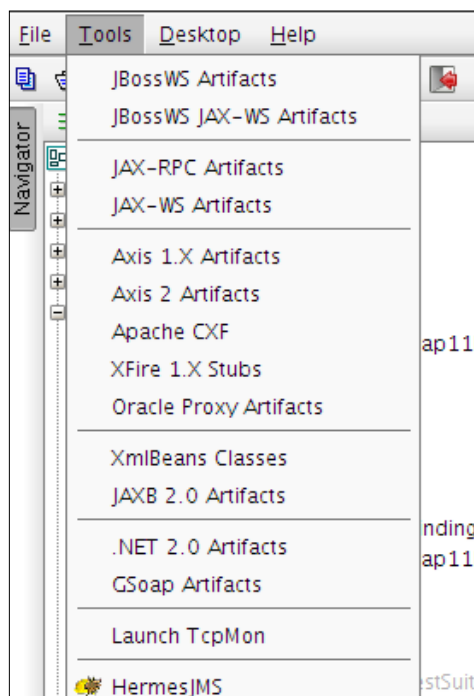 File Tools Desktop Help
Navigator
JBossWS Artifacts
JBossWS JAX-WS Artifacts
JAX-RPC Artifacts
JAX-WS Artifacts
Axis 1.X Artifacts
Axis 2 Artifacts
Apache CXF
XFire 1.X Stubs
Oracle Proxy Artifacts
XmlBeans Classes
JAXB 2.0 Artifacts
.NET 2.0 Artifacts
GSoap Artifacts
Launch TcpMon
HermesJMS
ap11
nding
ap11
estSuit